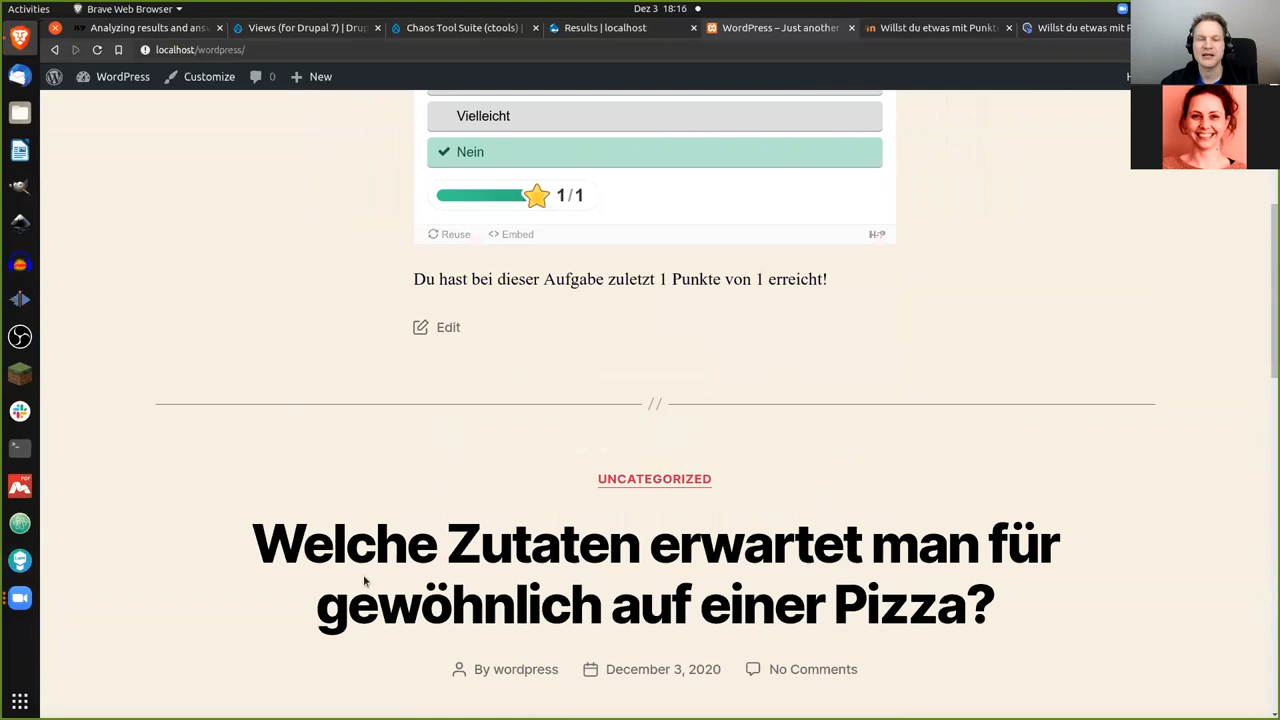 Activities
Brave Web Browser
Dez 3 18:16
Analyzing results and ans
Views (for Drupal 7) | Drup
Chaos Tool Suite (ctools)
Results | localhost
WordPress – Just another
Willst du etwas mit Punkt
Willst du etwas mit P
localhost/wordpress/
WordPress
Customize
0
New
Vielleicht
Nein
1/1
Reuse
Embed
H-P
Du hast bei dieser Aufgabe zuletzt 1 Punkte von 1 erreicht!
Edit
//
UNCATEGORIZED
Welche Zutaten erwartet man für
gewöhnlich auf einer Pizza?
By wordpress
December 3, 2020
No Comments